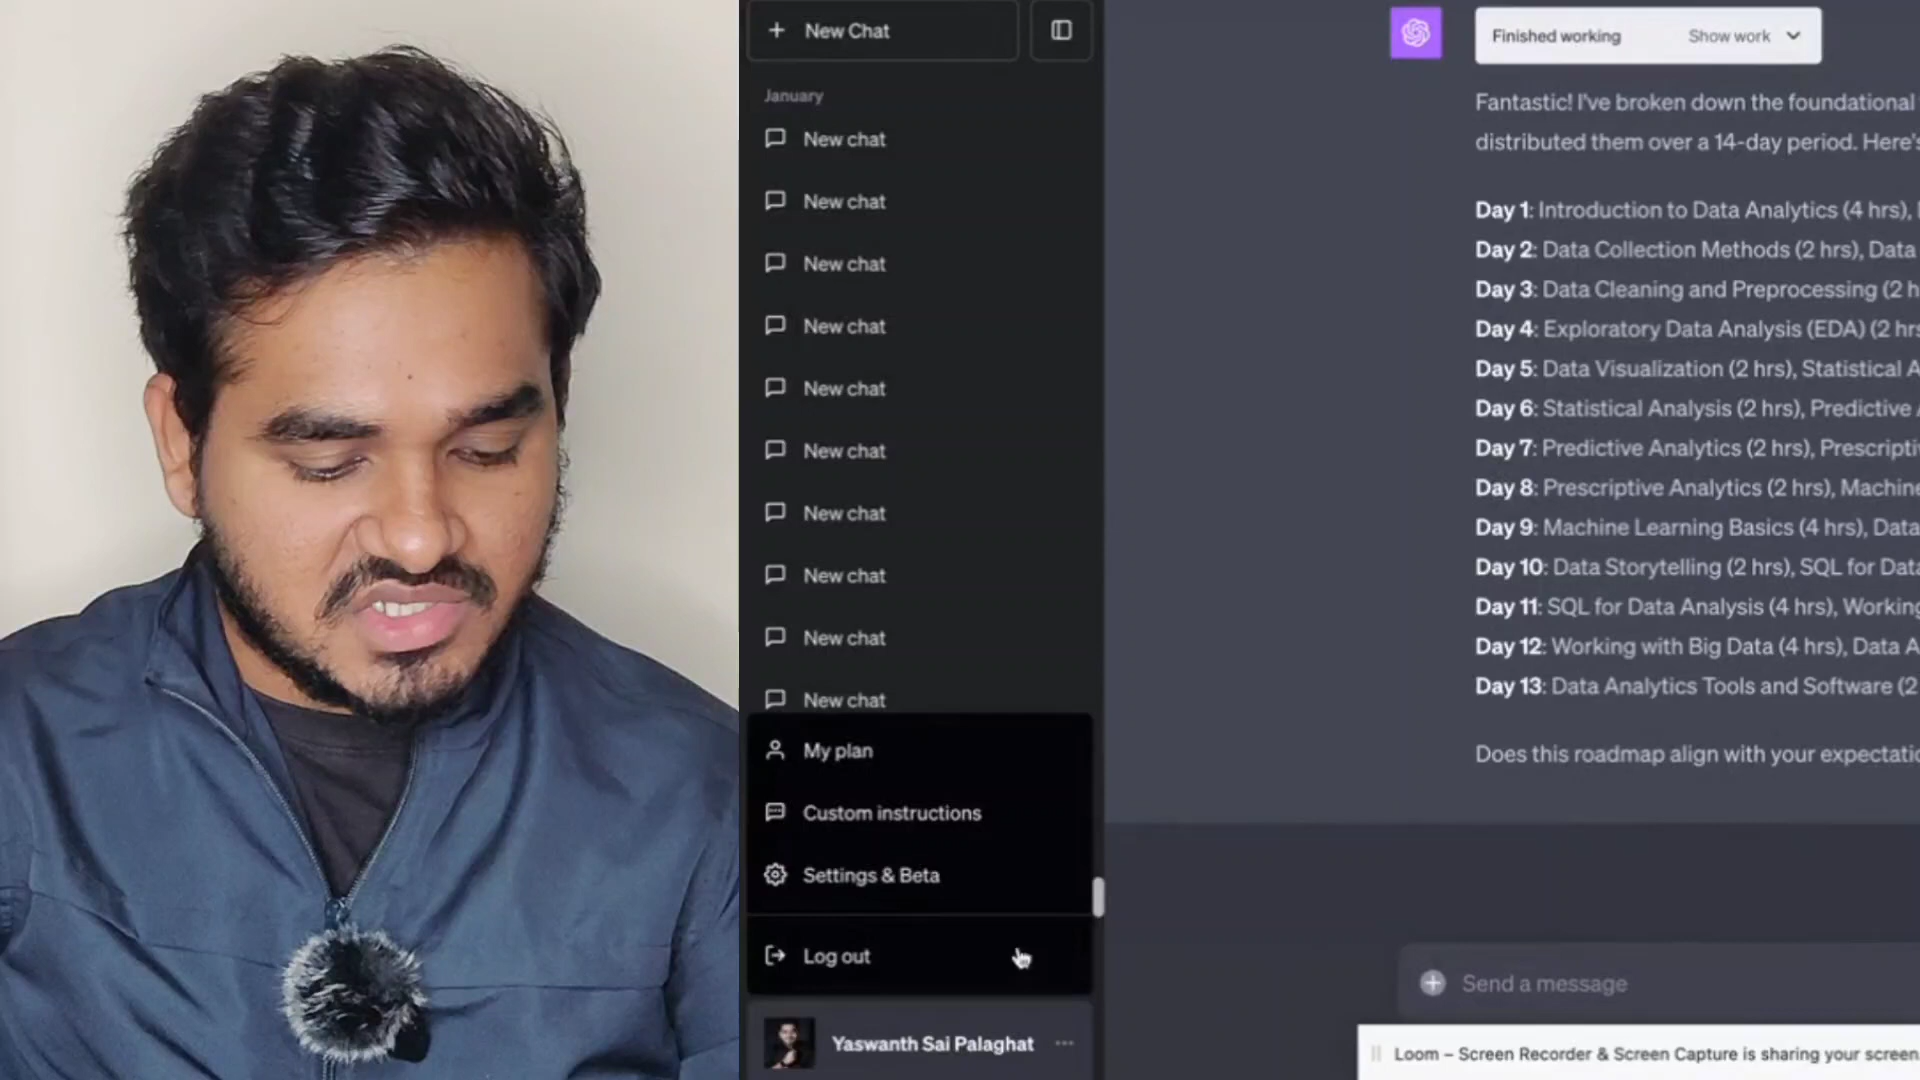 New Chat
January
New chat
New chat
New chat
New chat
New chat
New chat
New chat
New chat
New chat
New chat
My plan
Custom instructions
Settings & Beta
Log out
Yaswanth Sai Palaghat
Finished working Show work
Fantastic! I've broken down the foundational
distributed them over a 14-day period. Here's
Day 1: Introduction to Data Analytics (4 hrs),
Day 2: Data Collection Methods (2 hrs), Data
Day 3: Data Cleaning and Preprocessing (2 h
Day 4: Exploratory Data Analysis (EDA) (2 hrs
Day 5: Data Visualization (2 hrs), Statistical A
Day 6: Statistical Analysis (2 hrs), Predictive A
Day 7: Predictive Analytics (2 hrs), Prescripti
Day 8: Prescriptive Analytics (2 hrs), Machine
Day 9: Machine Learning Basics (4 hrs), Data
Day 10: Data Storytelling (2 hrs), SQL for Data
Day 11: SQL for Data Analysis (4 hrs), Working
Day 12: Working with Big Data (4 hrs), Data A
Day 13: Data Analytics Tools and Software (2
Does this roadmap align with your expectatio
Send a message
Loom – Screen Recorder & Screen Capture is sharing your screen.